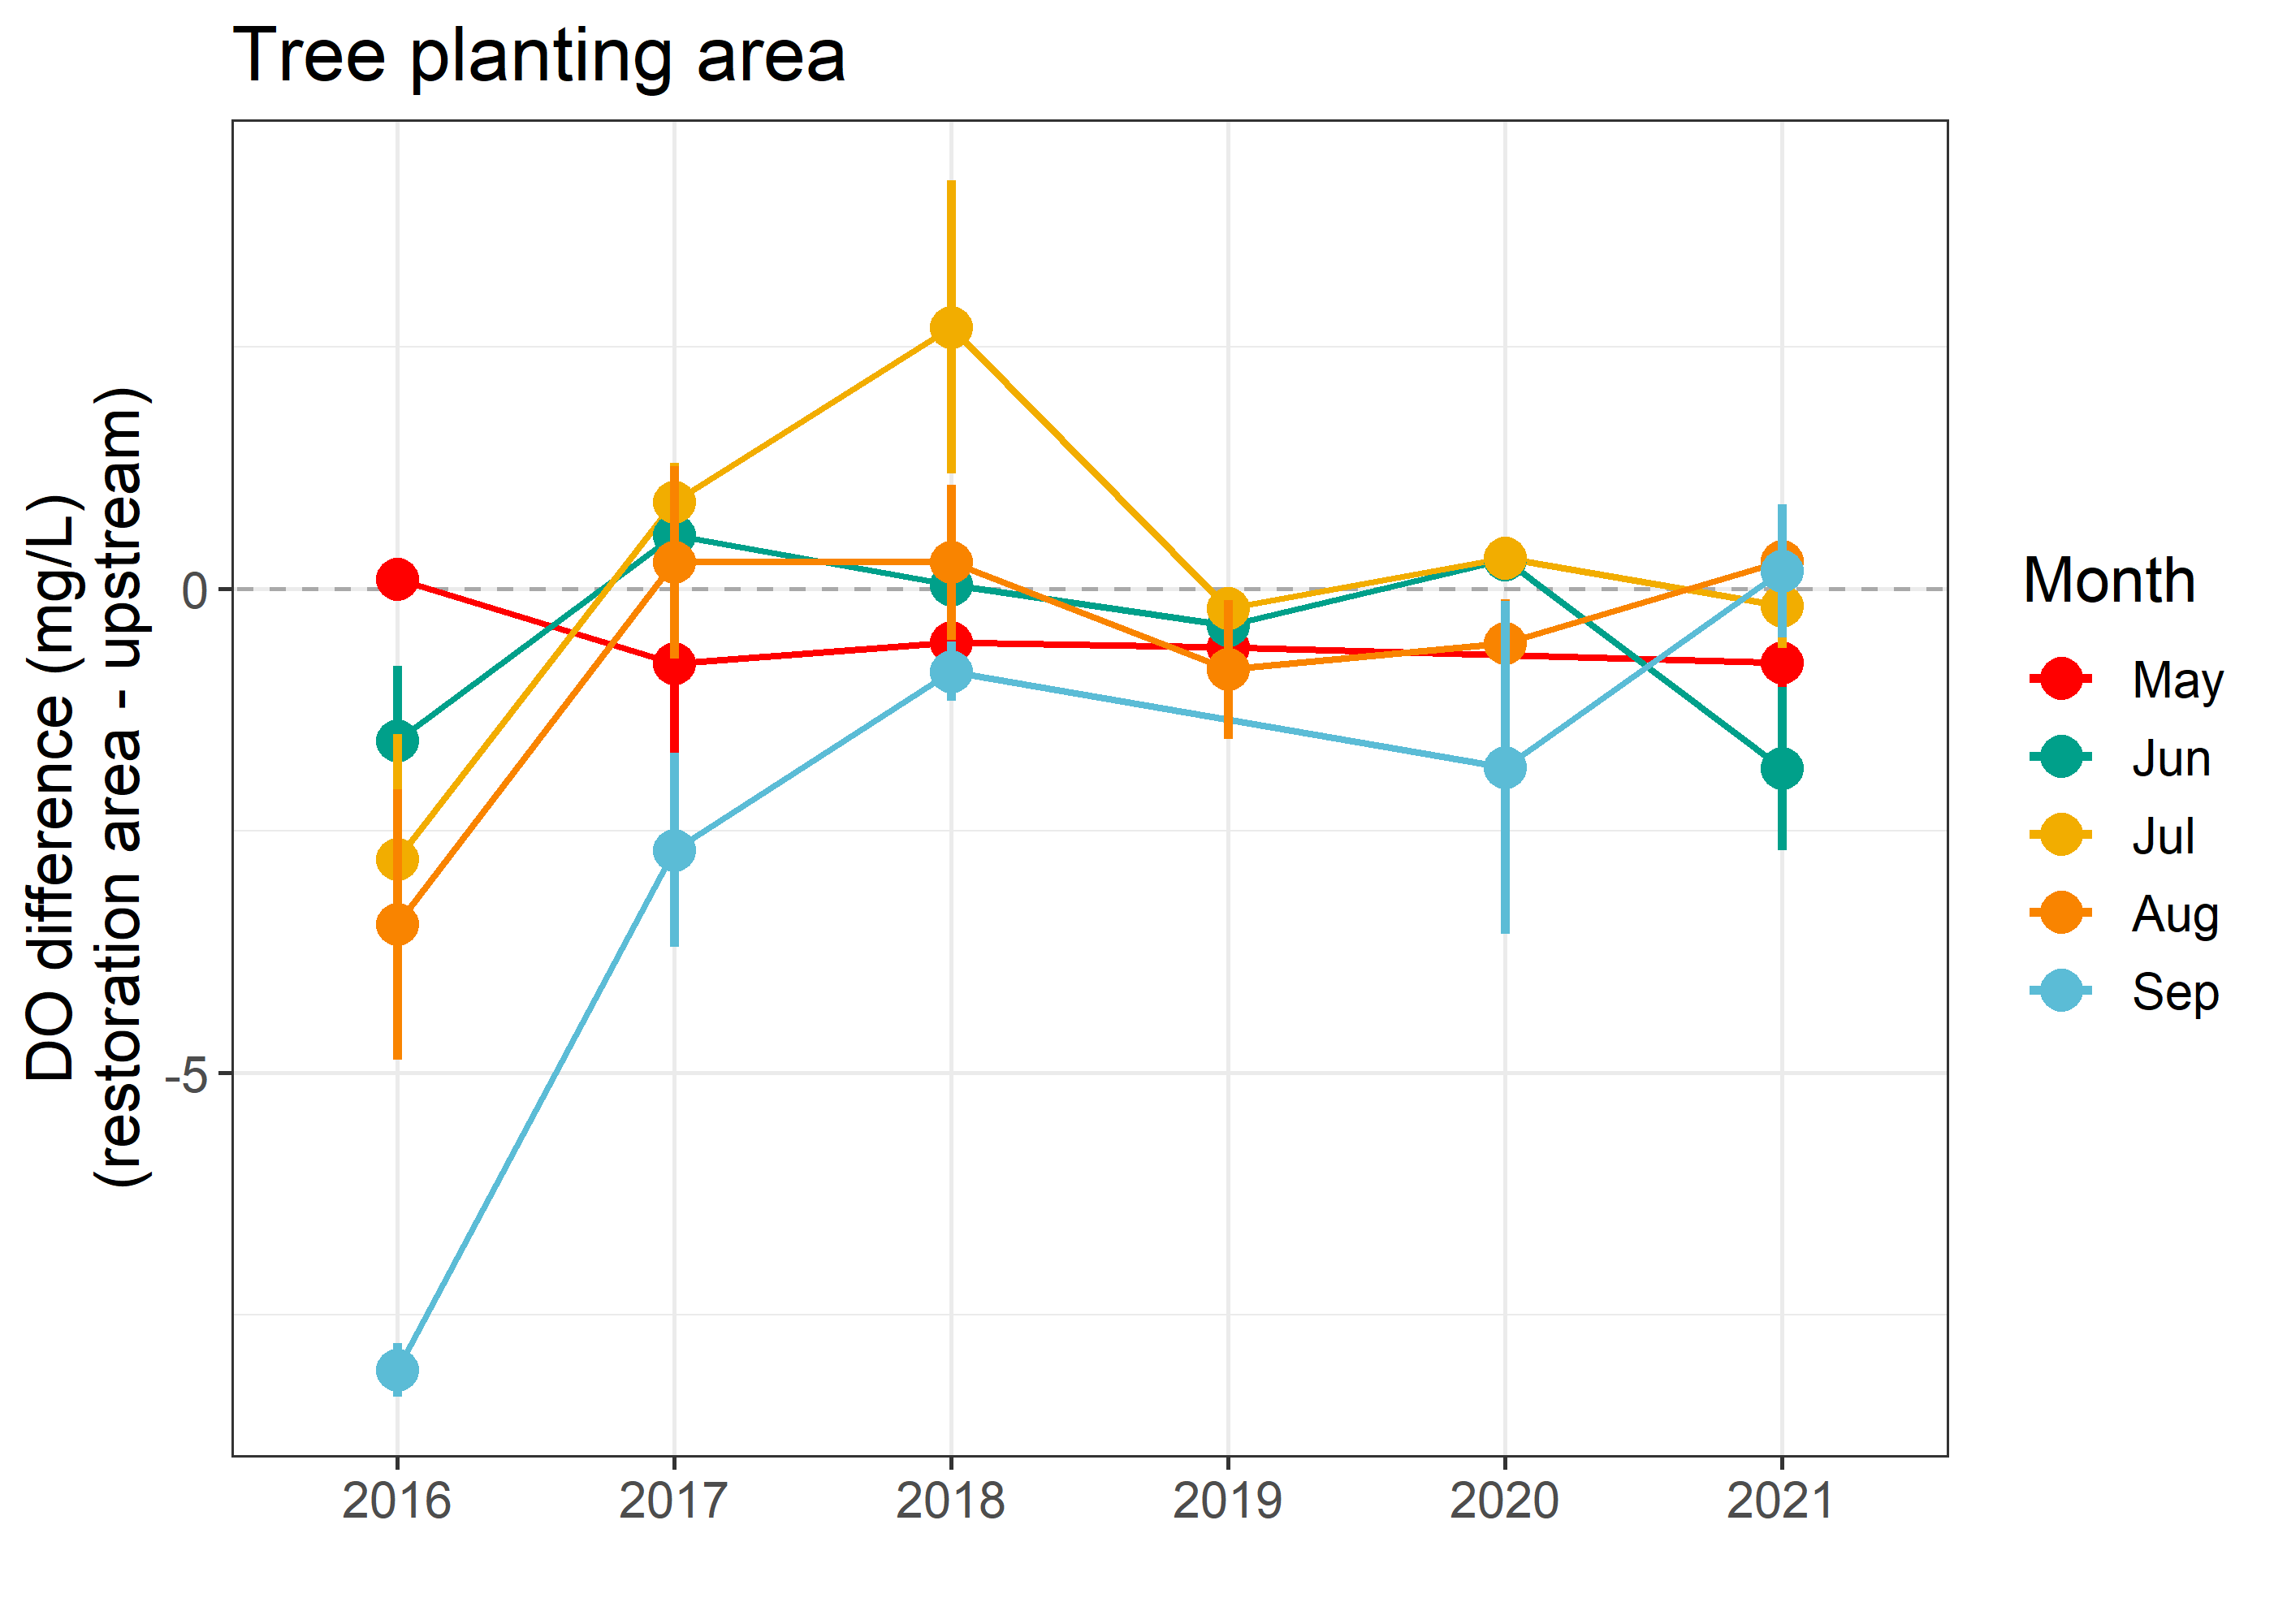 Tree planting area
DO difference (mg/L)
(restoration area - upstream)
0
-5
2016
2017
2018
2019
2020
2021
Month
May
Jun
Jul
Aug
Sep